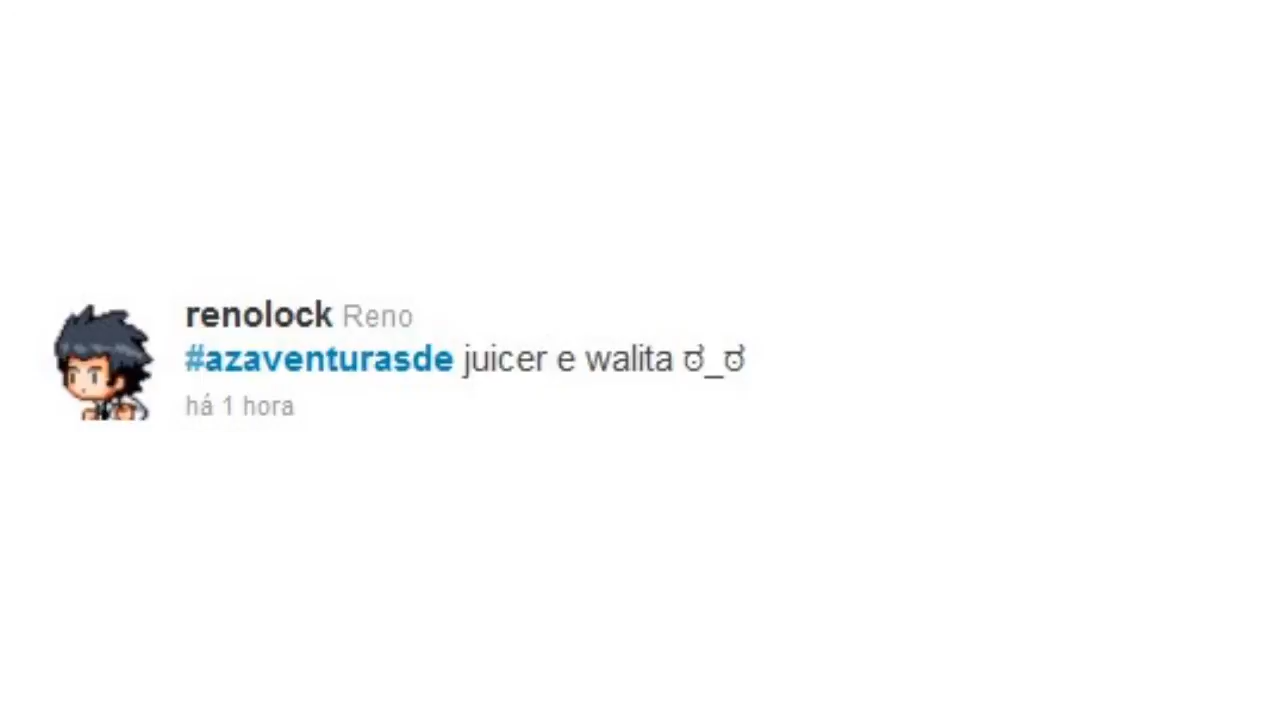 renolock Reno
#azaventurasde juicer e walita ಠ_ಠ
há 1 hora